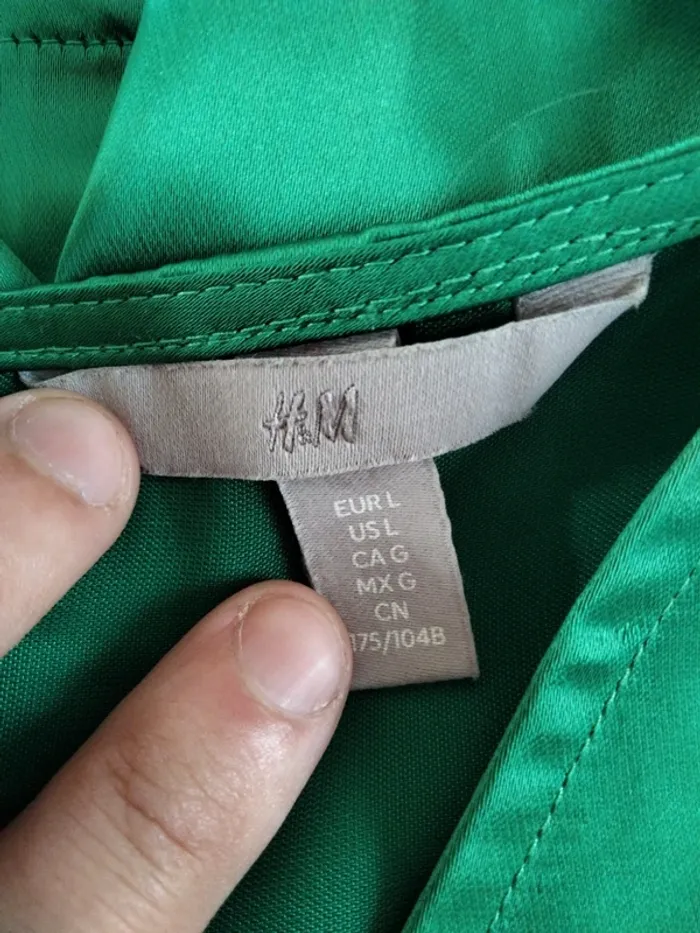 H&M
EUR L
US L
CA G
MX G
CN
175/104B